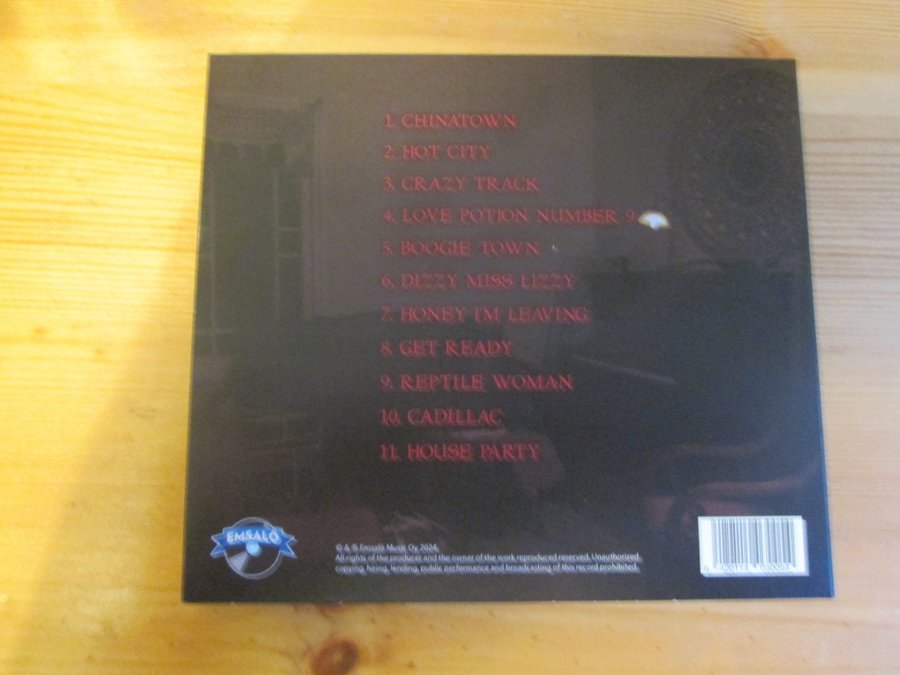 1. CHINATOWN
2. HOT CITY
3. CRAZY TRACK
4. LOVE POTION NUMBER 9
5. BOOGIE TOWN
6. DIZZY MISS LIZZY
7. HONEY I'M LEAVING
8. GET READY
9. REPTILE WOMAN
10. CADILLAC
11. HOUSE PARTY
EMSALÖ
© & ℗ Emsalö Music Oy 2024.
All rights of the producer and the owner of the work reproduced reserved. Unauthorized
copying, hiring, lending, public performance and broadcasting of this record prohibited.